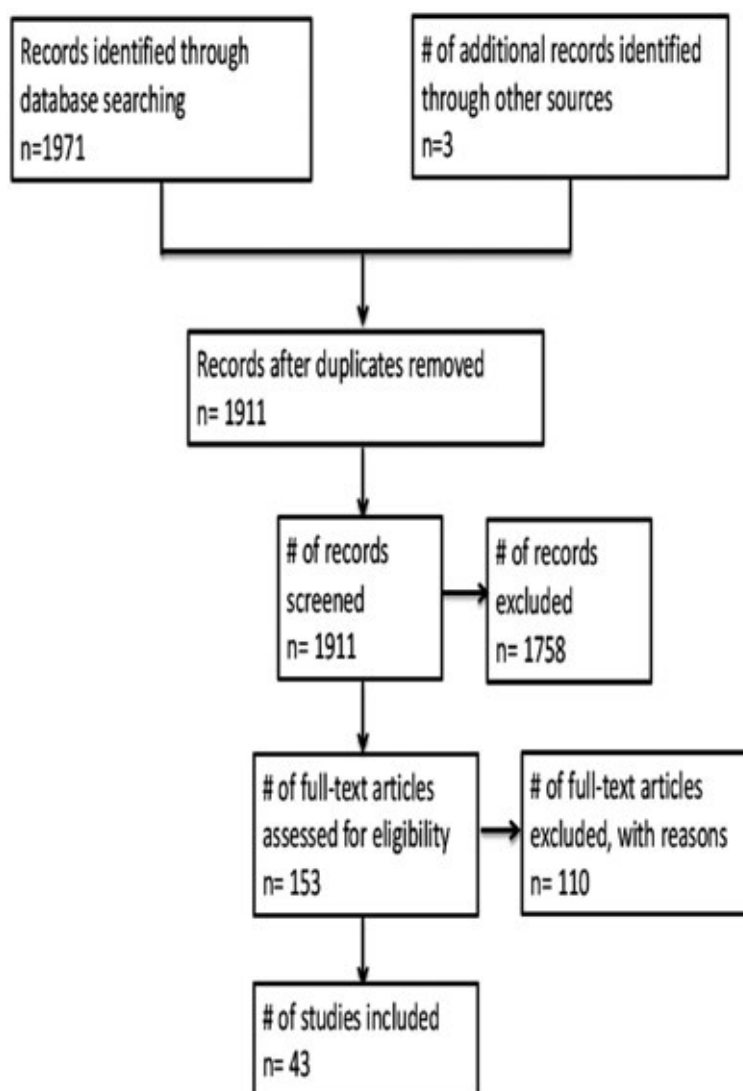 Records identified through
database searching
n=1971
# of additional records identified
through other sources
n=3
Records after duplicates removed
n= 1911
# of records
screened
n= 1911
# of records
excluded
n= 1758
# of full-text articles
assessed for eligibility
n= 153
# of full-text articles
excluded, with reasons
n= 110
# of studies included
n= 43